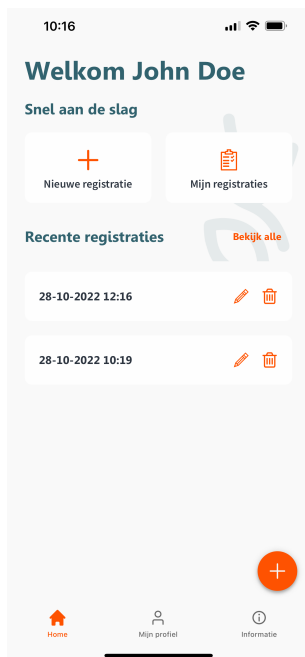 10:16
Welkom John Doe
Snel aan de slag
Nieuwe registratie
Mijn registraties
Recente registraties
Bekijk alle
28-10-2022 12:16
28-10-2022 10:19
Home
Mijn profiel
Informatie